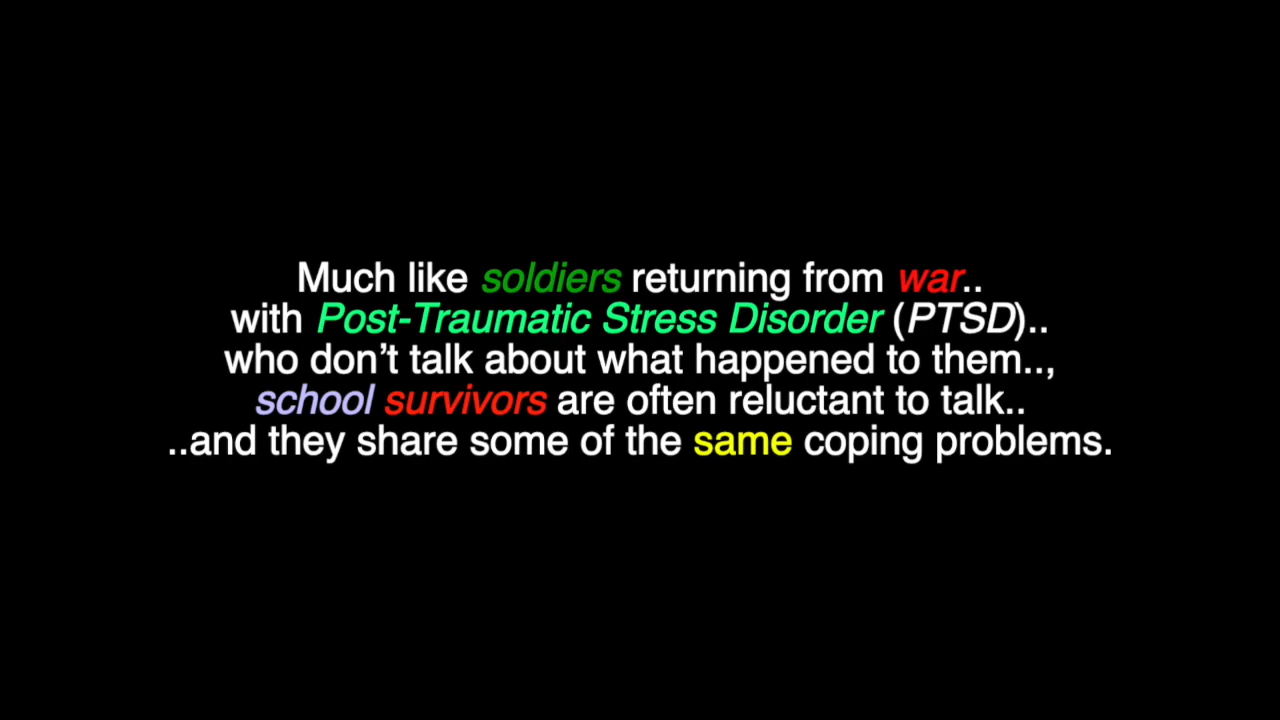 Much like soldiers returning from war..
with Post-Traumatic Stress Disorder (PTSD)..
who don’t talk about what happened to them..,
school survivors are often reluctant to talk..
..and they share some of the same coping problems.